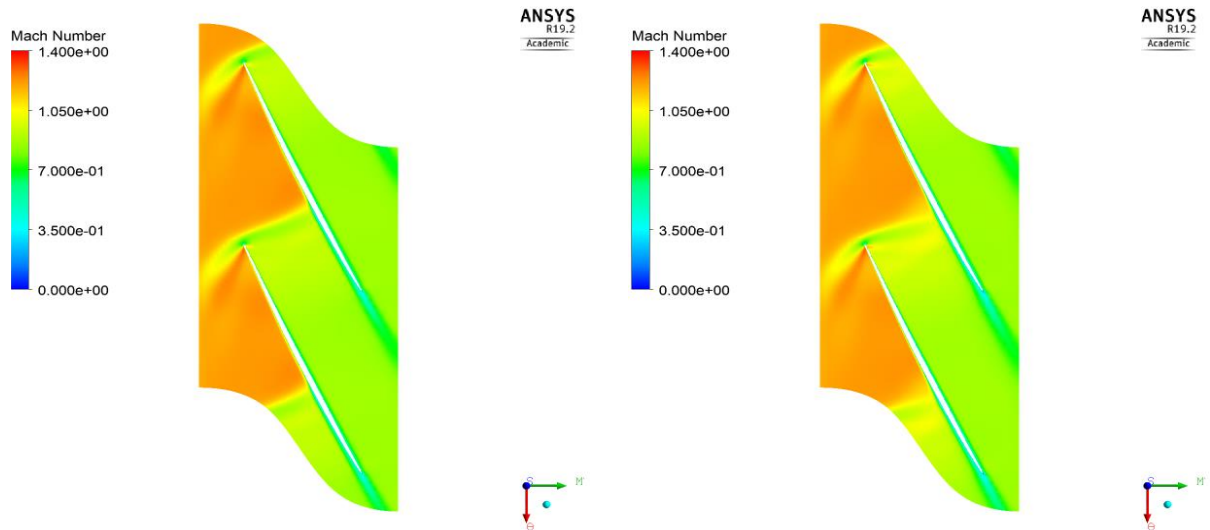 ANSYS
R19.2
Academic
Mach Number
1.400e+00
1.050e+00
7.000e-01
3.500e-01
0.000e+00
S
M'
Θ
ANSYS
R19.2
Academic
Mach Number
1.400e+00
1.050e+00
7.000e-01
3.500e-01
0.000e+00
S
M'
Θ